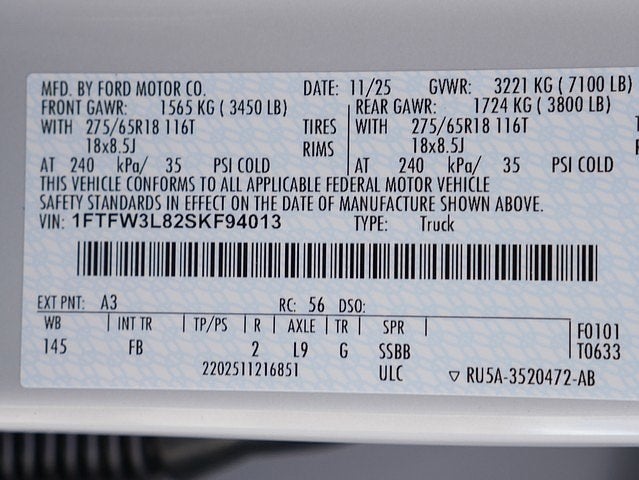 MFD. BY FORD MOTOR CO. DATE: 11/25 GVWR: 3221 KG ( 7100 LB)
FRONT GAWR: 1565 KG ( 3450 LB) REAR GAWR: 1724 KG ( 3800 LB)
WITH 275/65R18 116T TIRES WITH 275/65R18 116T
18x8.5J RIMS 18x8.5J
AT 240 kPa/ 35 PSI COLD AT 240 kPa/ 35 PSI COLD
THIS VEHICLE CONFORMS TO ALL APPLICABLE FEDERAL MOTOR VEHICLE
SAFETY STANDARDS IN EFFECT ON THE DATE OF MANUFACTURE SHOWN ABOVE.
VIN: 1FTFW3L82SKF94013 TYPE: Truck
EXT PNT: A3 RC: 56 DSO:
WB INT TR TP/PS R AXLE TR SPR F0101
145 FB 2 L9 G SSBB T0633
2202511216851 ULC RU5A-3520472-AB